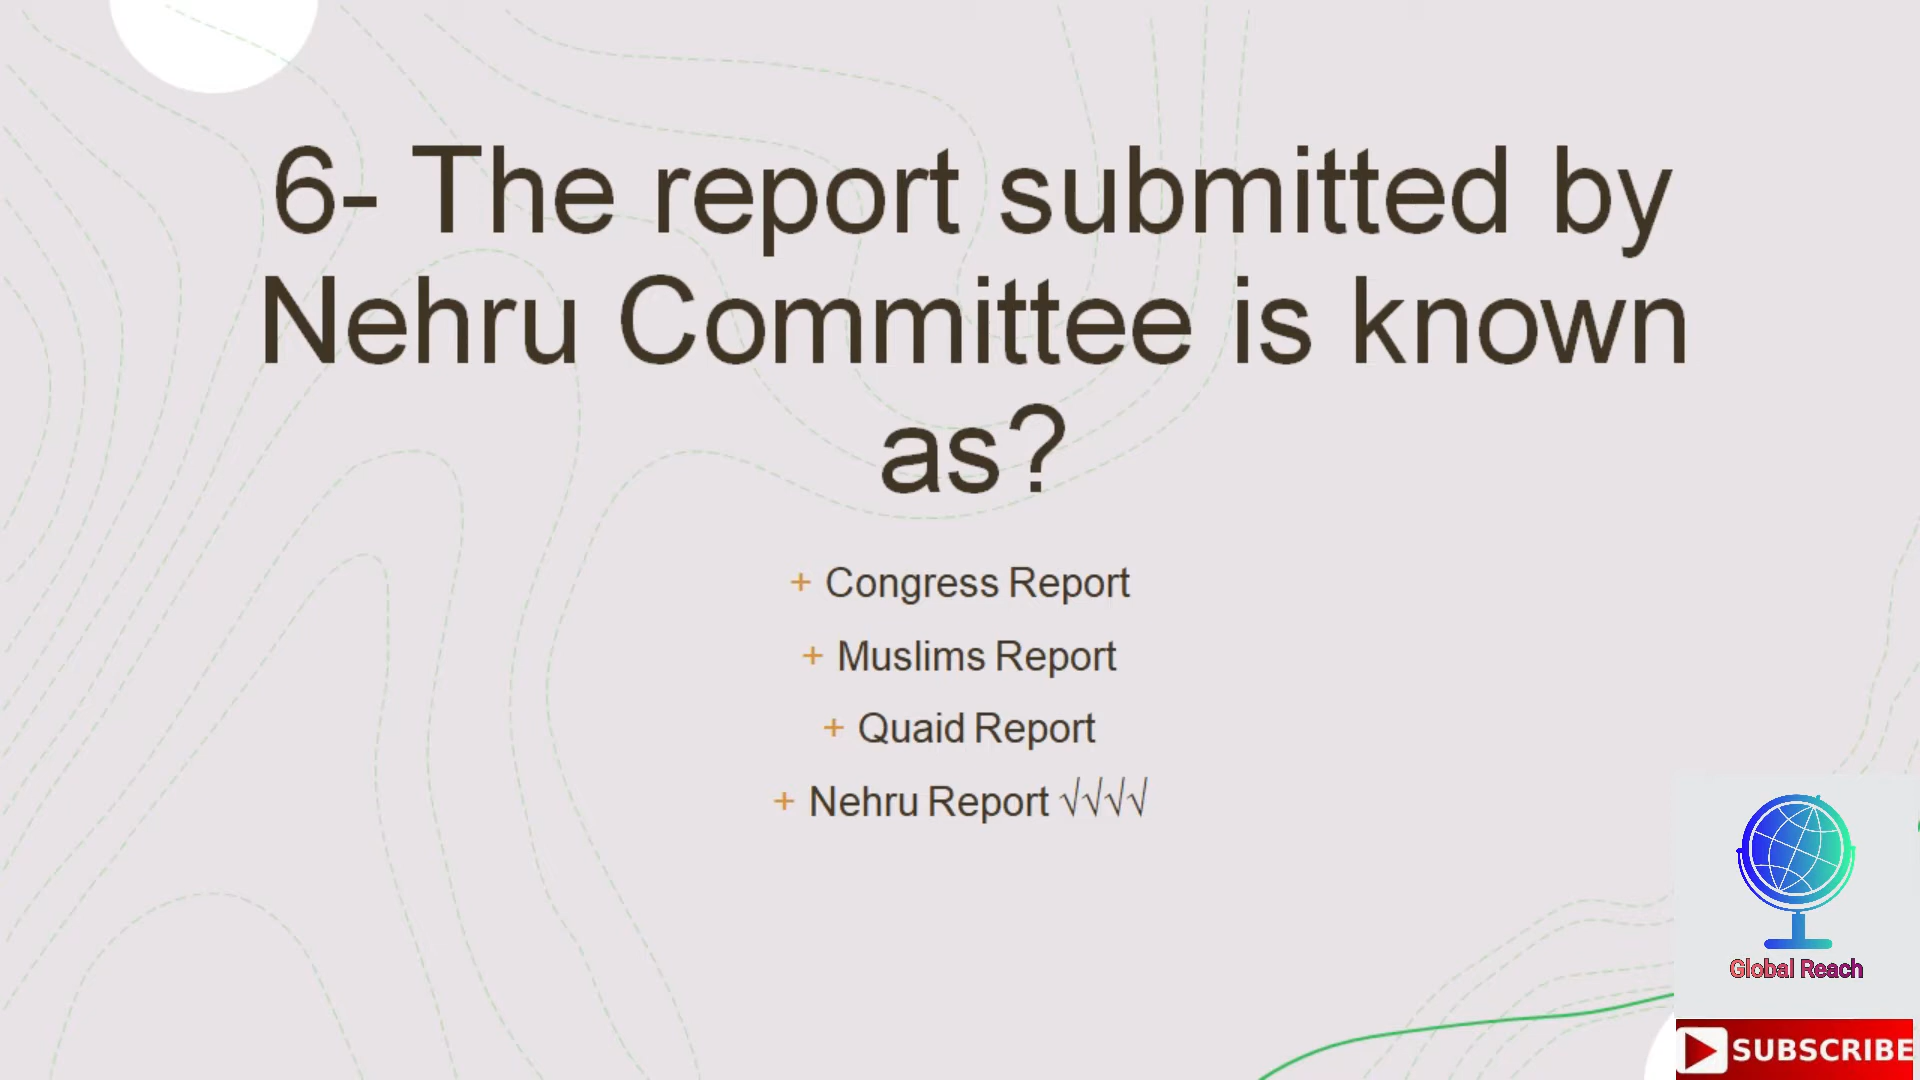 6- The report submitted by
Nehru Committee is known
as?
+ Congress Report
+ Muslims Report
+ Quaid Report
+ Nehru Report √√√√
Global Reach
SUBSCRIBE